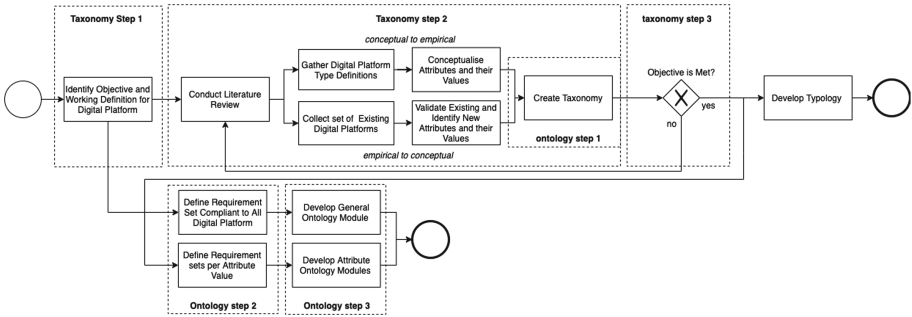 Taxonomy Step 1
Identify Objective and
Working Definition for
Digital Platform
Taxonomy step 2
conceptual to empirical
Conduct Literature
Review
Gather Digital Platform
Type Definitions
Conceptualise
Attributes and their
Values
Collect set of Existing
Digital Platforms
Validate Existing and
Identify New
Attributes and their
Values
empirical to conceptual
Create Taxonomy
ontology step 1
taxonomy step 3
Objective is Met?
yes
no
Develop Typology
Define Requirement
Set Compliant to All
Digital Platform
Define Requirement
sets per Attribute
Value
Ontology step 2
Develop General
Ontology Module
Develop Attribute
Ontology Modules
Ontology step 3